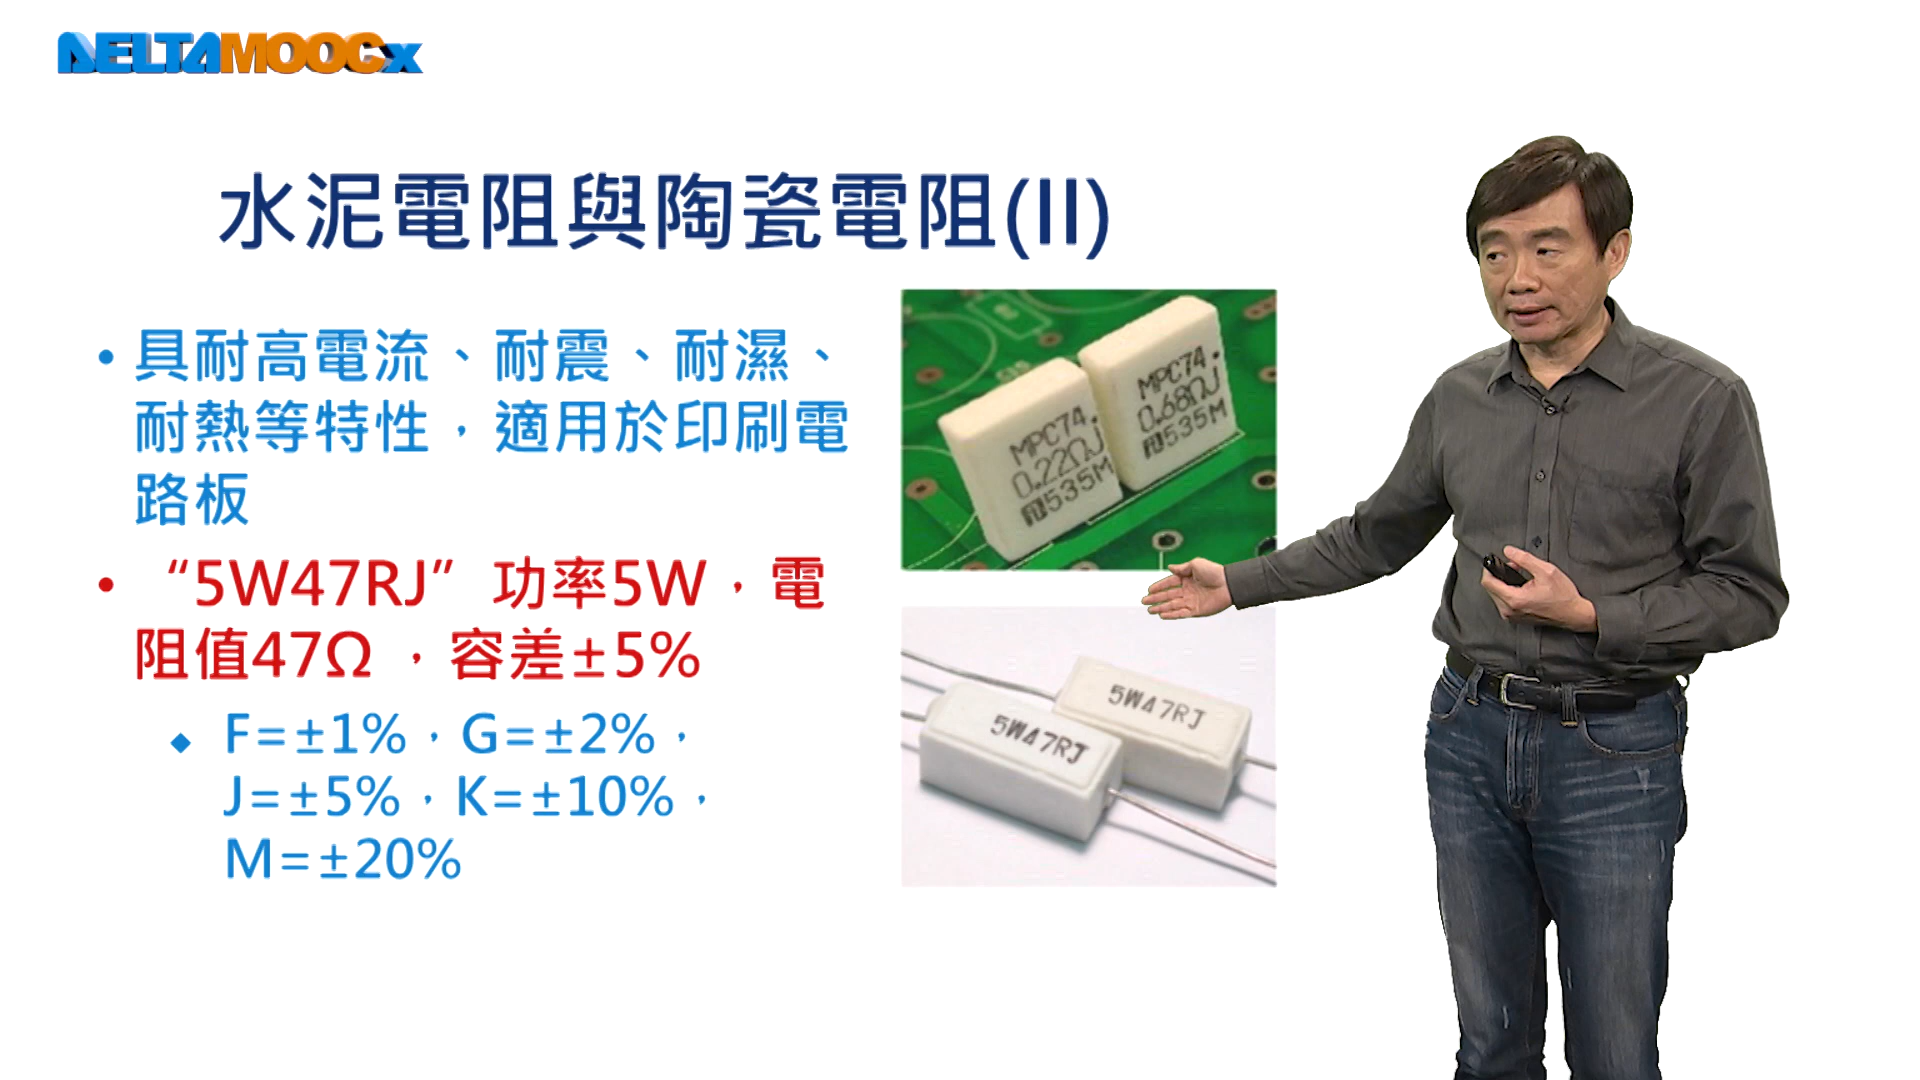 DELTAMOOCx
水泥電阻與陶瓷電阻(II)
• 具耐高電流、耐震、耐濕、
耐熱等特性，適用於印刷電
路板
• “5W47RJ”功率5W，電
阻值47Ω ，容差±5%
◆ F=±1%，G=±2%，
J=±5%，K=±10%，
M=±20%
MPC74
0.22ΩJ
535M
MPC74
0.68ΩJ
535M
5W47RJ
5W47RJ